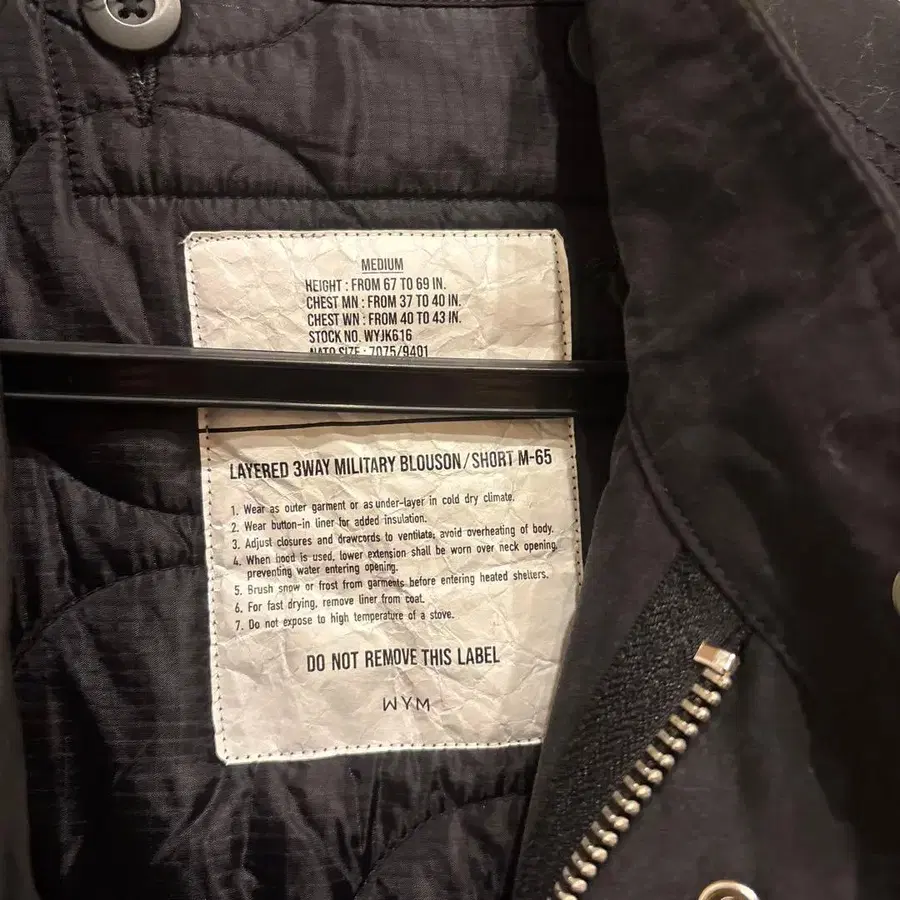 MEDIUM
HEIGHT : FROM 67 TO 69 IN.
CHEST MN : FROM 37 TO 40 IN.
CHEST WN : FROM 40 TO 43 IN.
STOCK NO. WYJK616
NATO SIZE : 7075/9401
LAYERED 3WAY MILITARY BLOUSON/SHORT M-65
1. Wear as outer garment or as under-layer in cold dry climate.
2. Wear button-in liner for added insulation.
3. Adjust closures and drawcords to ventilate; avoid overheating of body.
4. When hood is used, lower extension shall be worn over neck opening,
preventing water entering opening.
5. Brush snow or frost from garments before entering heated shelters.
6. For fast drying, remove liner from coat.
7. Do not expose to high temperature of a stove.
DO NOT REMOVE THIS LABEL
WYM